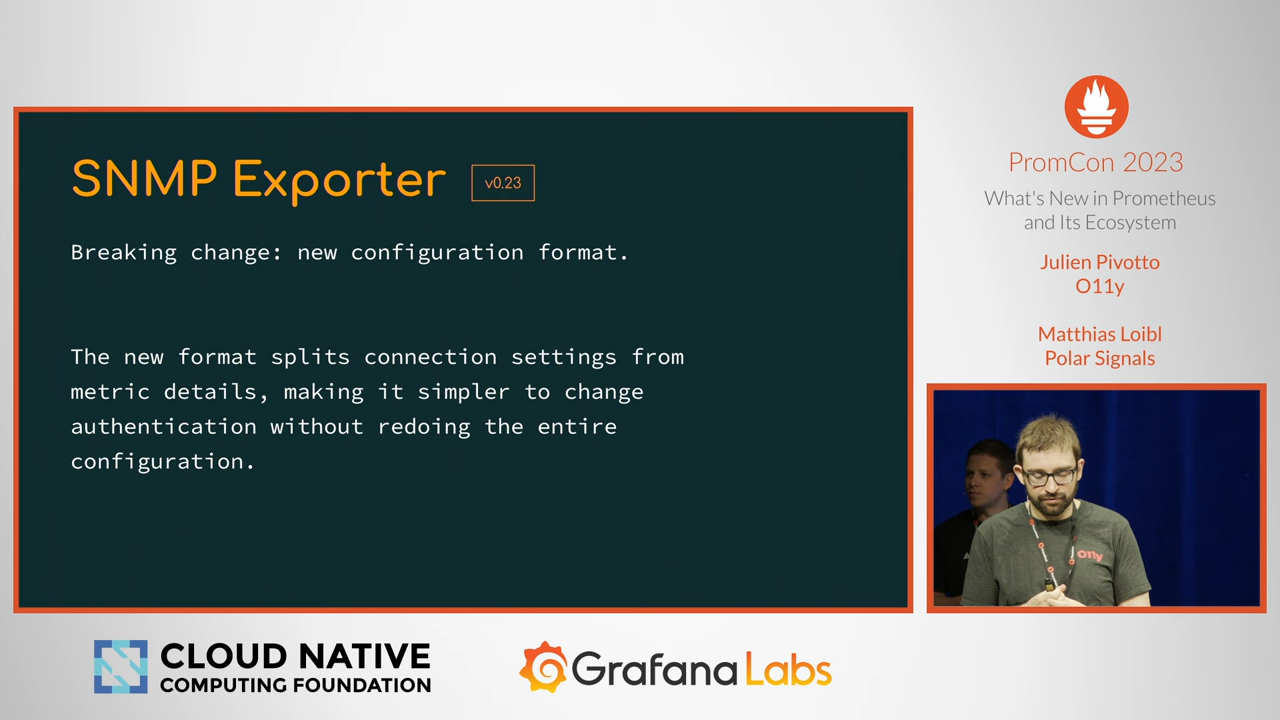 SNMP Exporter
v0.23
Breaking change: new configuration format.
The new format splits connection settings from
metric details, making it simpler to change
authentication without redoing the entire
configuration.
PromCon 2023
What's New in Prometheus
and Its Ecosystem
Julien Pivotto
O11y
Matthias Loibl
Polar Signals
O11y
CLOUD NATIVE
COMPUTING FOUNDATION
Grafana Labs